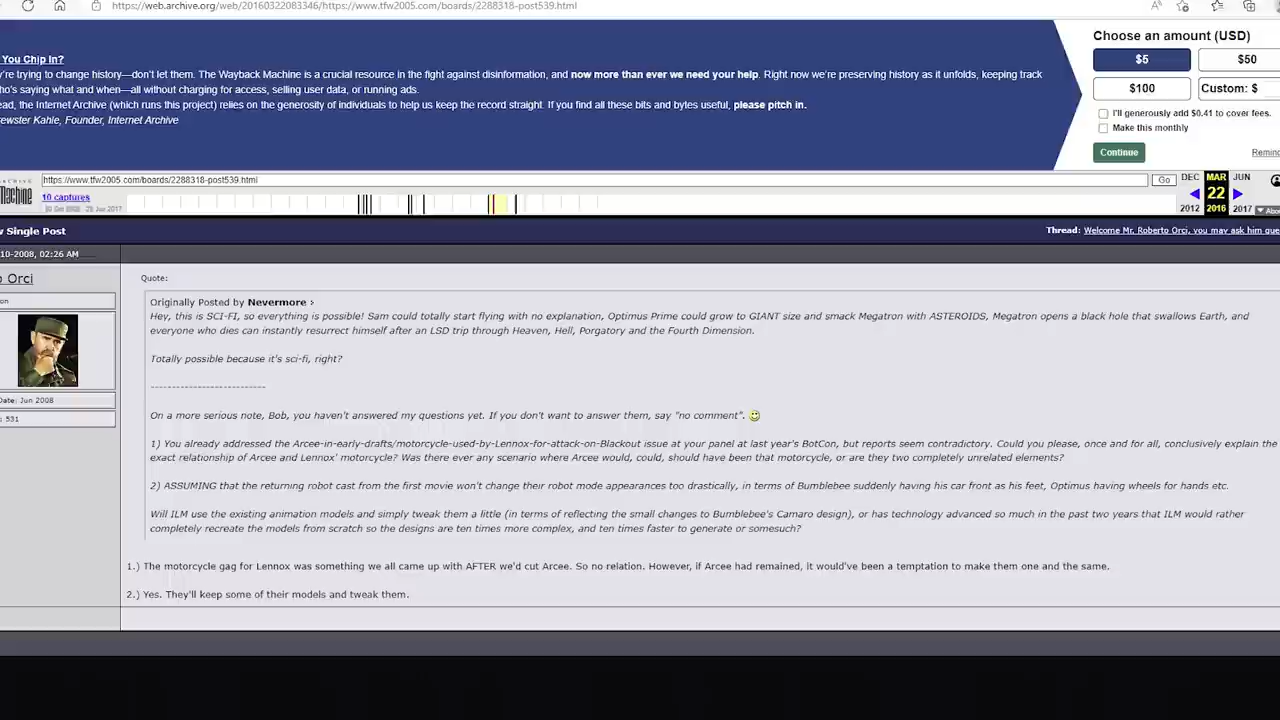 https://web.archive.org/web/20160322083346/https://www.tfw2005.com/boards/2288318-post539.html
Choose an amount (USD)
You Chip In?
$5
$50
're trying to change history—don't let them. The Wayback Machine is a crucial resource in the fight against disinformation, and now more than ever we need your help. Right now we're preserving history as it unfolds, keeping track
ho's saying what and when—all without charging for access, selling user data, or running ads.
$100
Custom: $
ead, the Internet Archive (which runs this project) relies on the generosity of individuals to help us keep the record straight. If you find all these bits and bytes useful, please pitch in.
I'll generously add $0.41 to cover fees.
rewster Kahle, Founder, Internet Archive
Make this monthly
Continue
Remind
https://www.tfw2005.com/boards/2288318-post539.html
Go
DEC MAR JUN
machine
10 captures
22
2012 2016 2017
Abou
w Single Post
Thread: Welcome Mr. Roberto Orci, you may ask him que
10-2008, 02:26 AM
o Orci
Quote:
on
Originally Posted by Nevermore
Hey, this is SCI-FI, so everything is possible! Sam could totally start flying with no explanation, Optimus Prime could grow to GIANT size and smack Megatron with ASTEROIDS, Megatron opens a black hole that swallows Earth, and
everyone who dies can instantly resurrect himself after an LSD trip through Heaven, Hell, Porgatory and the Fourth Dimension.
Totally possible because it's sci-fi, right?
---------------------------
Date: Jun 2008
: 531
On a more serious note, Bob, you haven't answered my questions yet. If you don't want to answer them, say "no comment".
1) You already addressed the Arcee-in-early-drafts/motorcycle-used-by-Lennox-for-attack-on-Blackout issue at your panel at last year's BotCon, but reports seem contradictory. Could you please, once and for all, conclusively explain the
exact relationship of Arcee and Lennox' motorcycle? Was there ever any scenario where Arcee would, could, should have been that motorcycle, or are they two completely unrelated elements?
2) ASSUMING that the returning robot cast from the first movie won't change their robot mode appearances too drastically, in terms of Bumblebee suddenly having his car front as his feet, Optimus having wheels for hands etc.
Will ILM use the existing animation models and simply tweak them a little (in terms of reflecting the small changes to Bumblebee's Camaro design), or has technology advanced so much in the past two years that ILM would rather
completely recreate the models from scratch so the designs are ten times more complex, and ten times faster to generate or somesuch?
1.) The motorcycle gag for Lennox was something we all came up with AFTER we'd cut Arcee. So no relation. However, if Arcee had remained, it would've been a temptation to make them one and the same.
2.) Yes. They'll keep some of their models and tweak them.